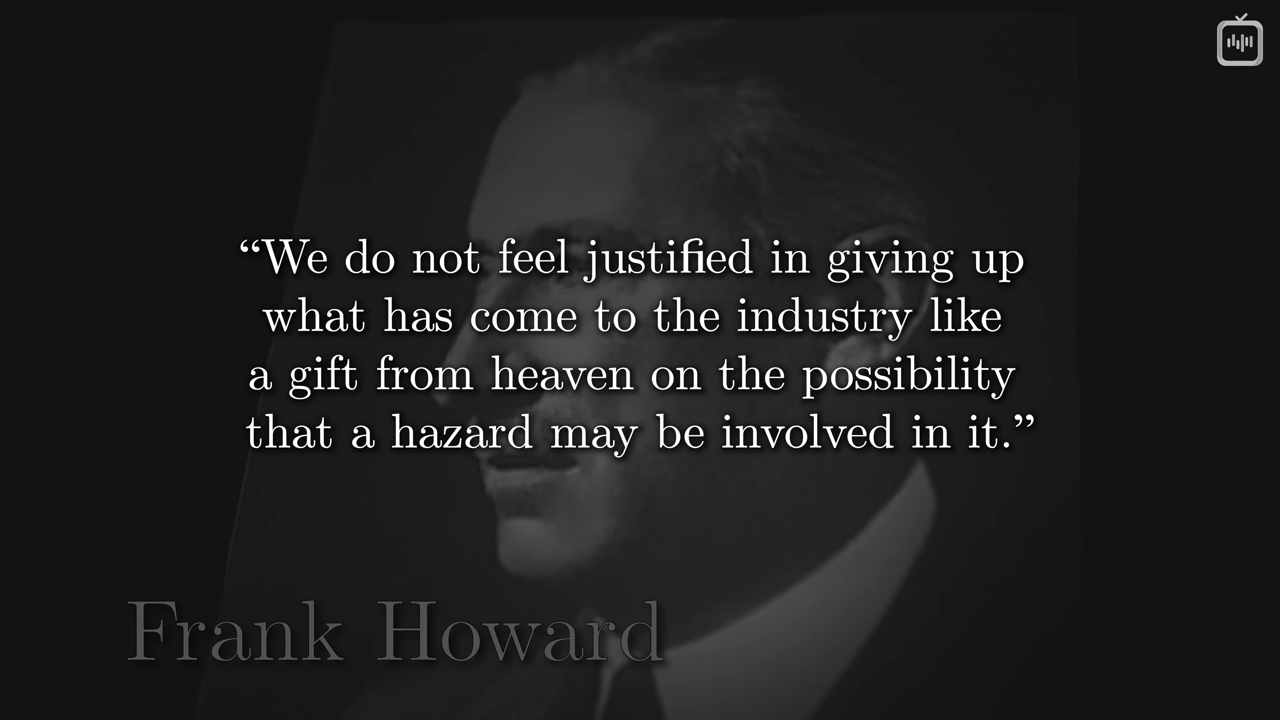 “We do not feel justified in giving up
what has come to the industry like
a gift from heaven on the possibility
that a hazard may be involved in it.”
Frank Howard